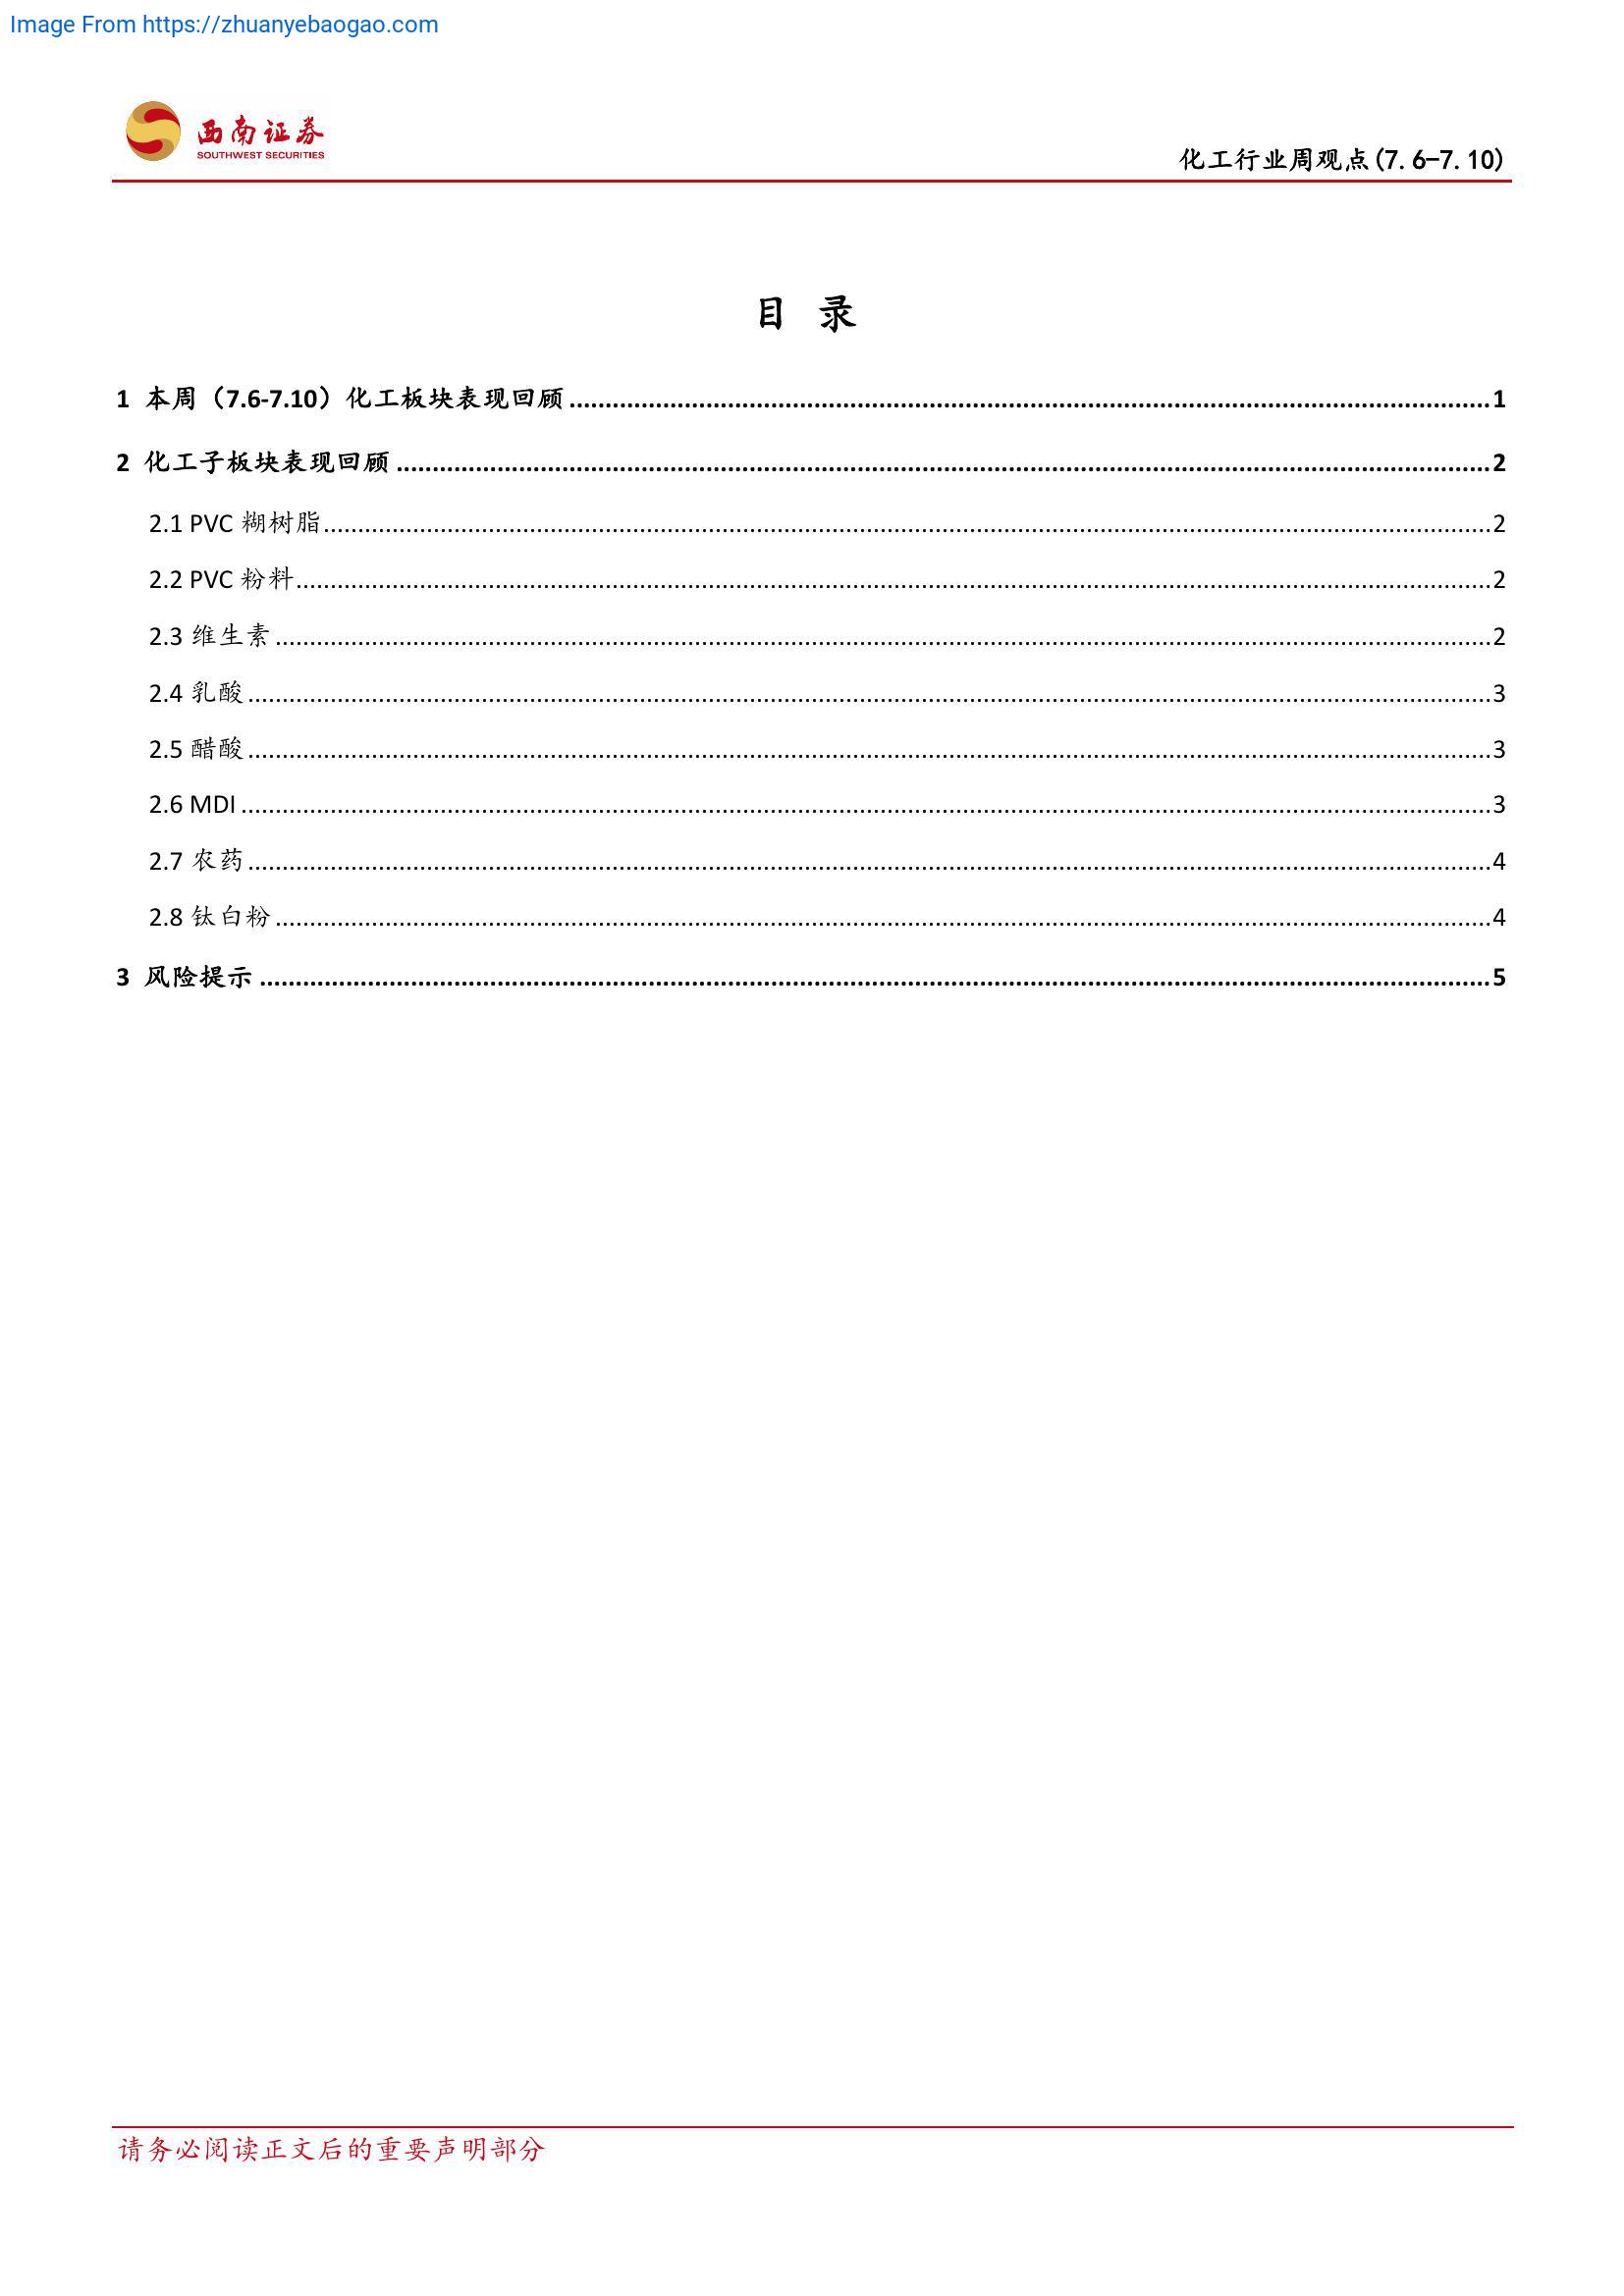 Image From https://zhuanyebaogao.com
西南证券
SOUTHWEST SECURITIES
化工行业周观点(7.6-7.10)
目 录
1 本周（7.6-7.10）化工板块表现回顾........................................1
2 化工子板块表现回顾........................................2
2.1 PVC 糊树脂........................................2
2.2 PVC 粉料........................................2
2.3 维生素........................................2
2.4 乳酸........................................3
2.5 醋酸........................................3
2.6 MDI........................................3
2.7 农药........................................4
2.8 钛白粉........................................4
3 风险提示........................................5
请务必阅读正文后的重要声明部分